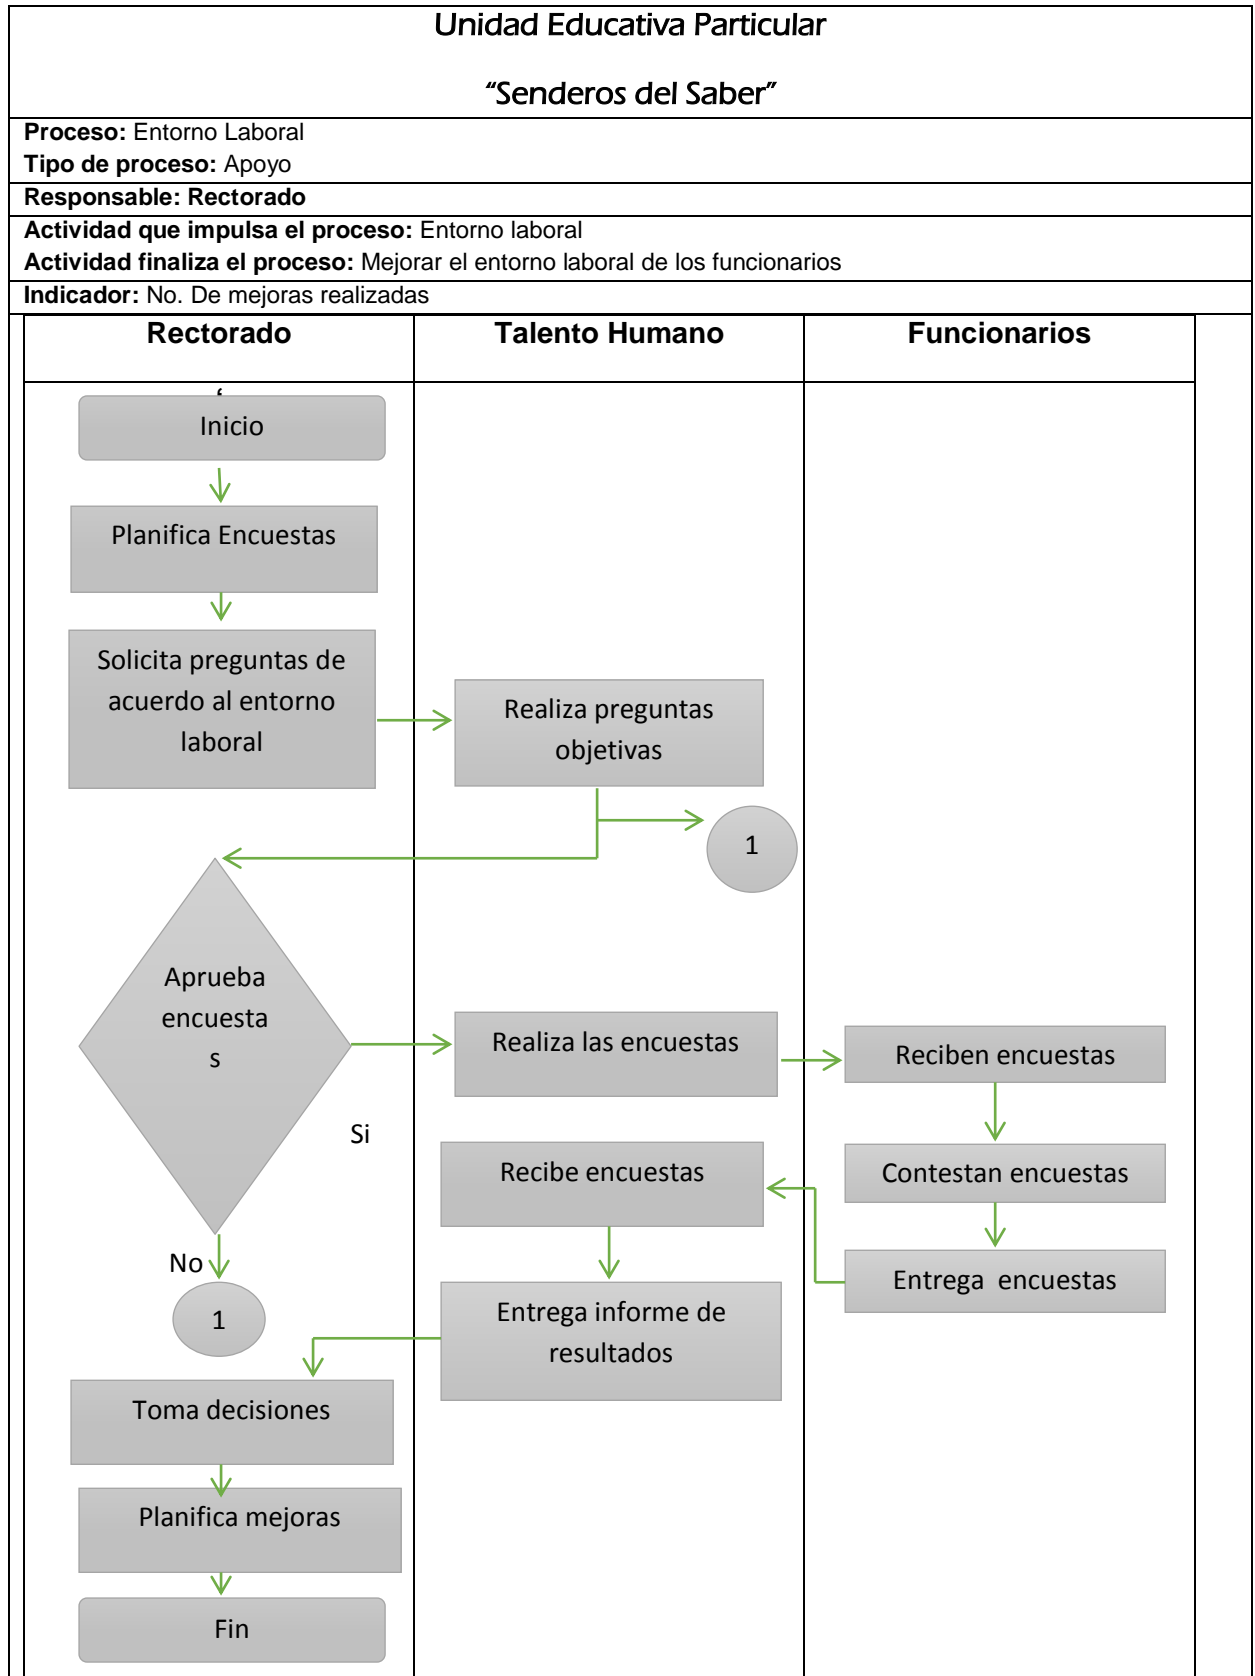 Unidad Educativa Particular
“Senderos del Saber”
Proceso: Entorno Laboral
Tipo de proceso: Apoyo
Responsable: Rectorado
Actividad que impulsa el proceso: Entorno laboral
Actividad finaliza el proceso: Mejorar el entorno laboral de los funcionarios
Indicador: No. De mejoras realizadas
Rectorado
Talento Humano
Funcionarios
‘
Inicio
Planifica Encuestas
Solicita preguntas de
acuerdo al entorno
laboral
Realiza preguntas
objetivas
1
Aprueba
encuesta
s
Si
No
1
Realiza las encuestas
Reciben encuestas
Contestan encuestas
Entrega  encuestas
Recibe encuestas
Entrega informe de
resultados
Toma decisiones
Planifica mejoras
Fin